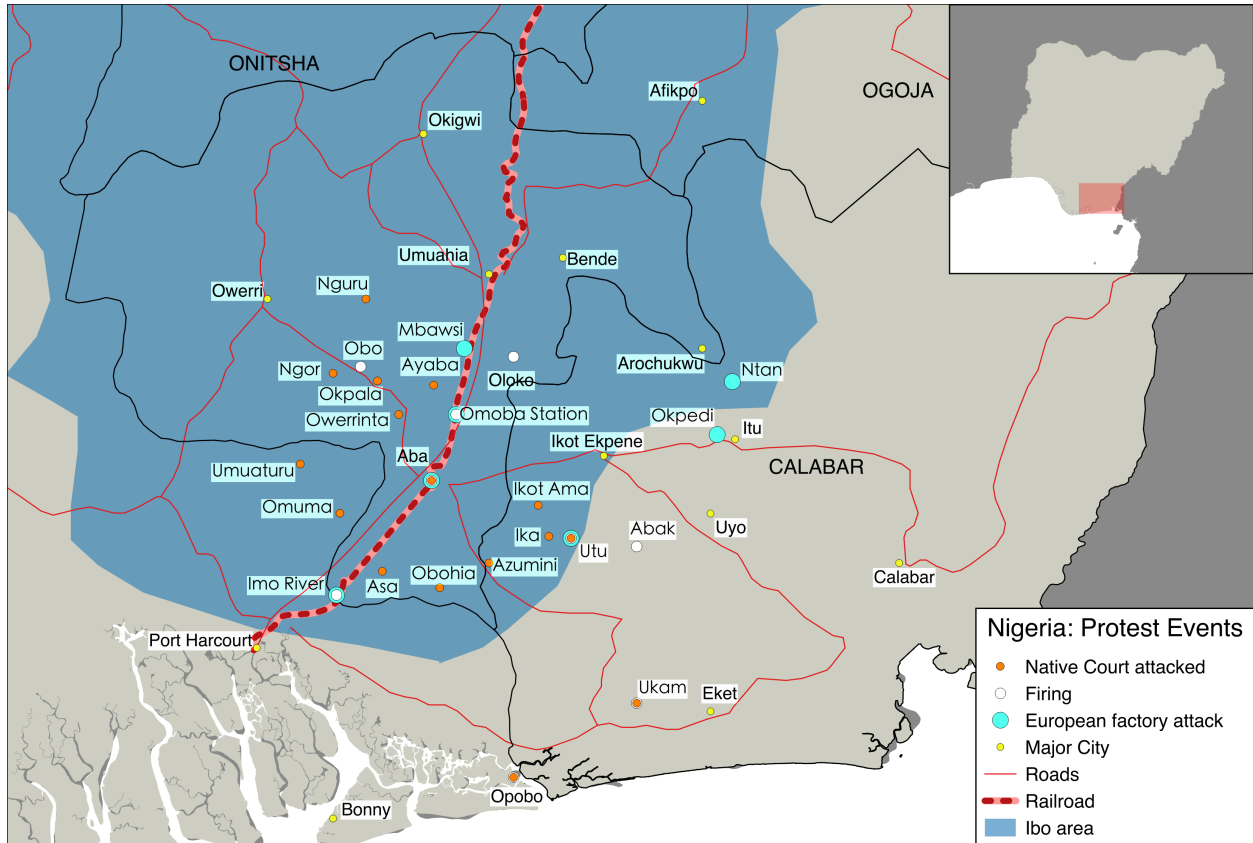 ONITSHA
OGOJA
Afikpo
Okigwi
Umuahia
Bende
Owerri
Nguru
Mbawsi
Obo
Ayaba
Ngor
Okpala
Oloko
Arochukwu
Ntan
Owerrinta
Omoba Station
Okpedi
Itu
Ikot Ekpene
Aba
CALABAR
Umuaturu
Ikot Ama
Omuma
Ika
Utu
Abak
Uyo
Azumini
Imo River
Asa
Obohia
Calabar
Port Harcourt
Ukam
Eket
Opobo
Bonny
Nigeria: Protest Events
Native Court attacked
Firing
European factory attack
Major City
Roads
Railroad
Ibo area